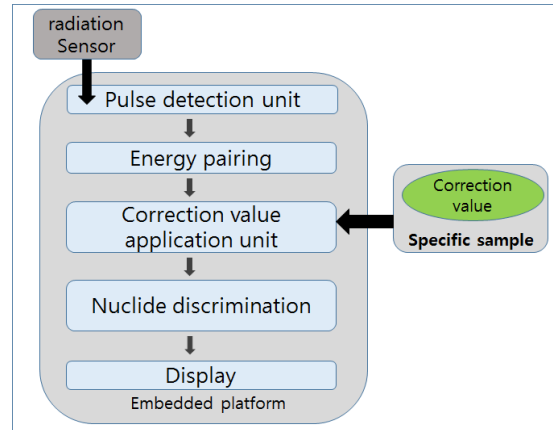 radiation
Sensor
Pulse detection unit
Energy pairing
Correction value
application unit
Correction
value
Specific sample
Nuclide discrimination
Display
Embedded platform